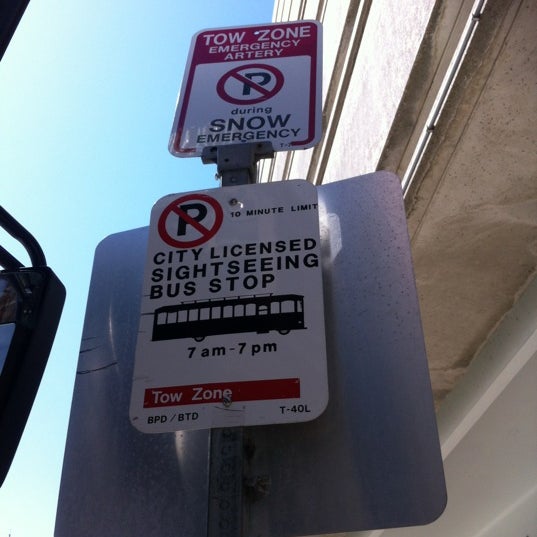 TOW ZONE
EMERGENCY
ARTERY
P
during
SNOW
EMERGENCY
P
10 MINUTE LIMIT
CITY LICENSED
SIGHTSEEING
BUS STOP
7 am - 7 pm
Tow Zone
BPD / BTD T-40L